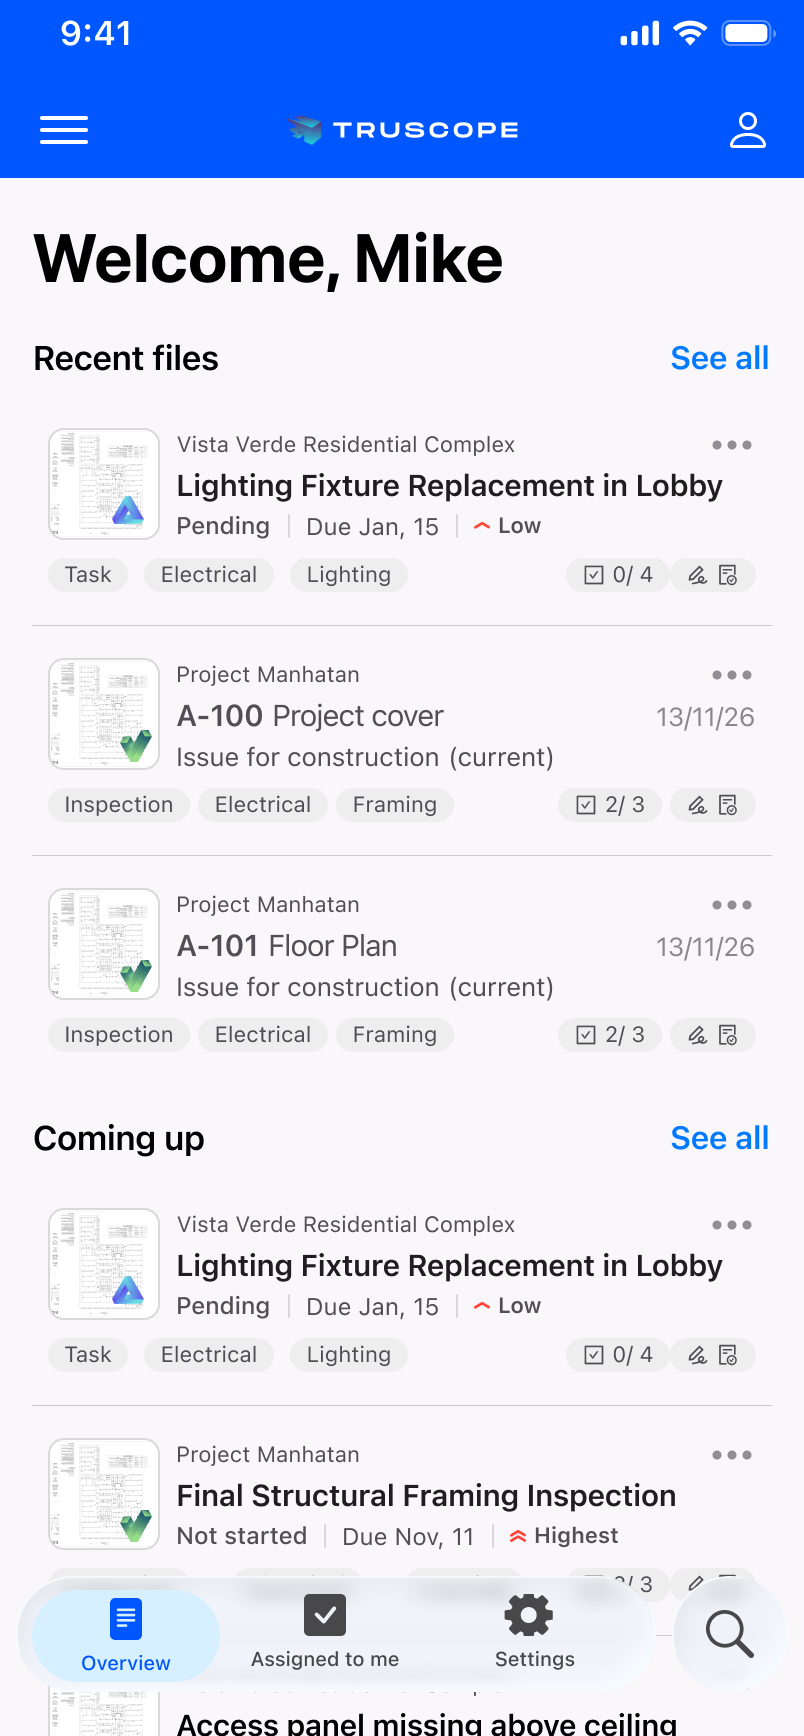 9:41
TRUSCOPE
Welcome, Mike
Recent files See all
Vista Verde Residential Complex
Lighting Fixture Replacement in Lobby
Pending Due Jan, 15 Low
Task Electrical Lighting 0/ 4
Project Manhatan
A-100 Project cover 13/11/26
Issue for construction (current)
Inspection Electrical Framing 2/ 3
Project Manhatan
A-101 Floor Plan 13/11/26
Issue for construction (current)
Inspection Electrical Framing 2/ 3
Coming up See all
Vista Verde Residential Complex
Lighting Fixture Replacement in Lobby
Pending Due Jan, 15 Low
Task Electrical Lighting 0/ 4
Project Manhatan
Final Structural Framing Inspection
Not started Due Nov, 11 Highest
/ 3
Overview Assigned to me Settings
Access panel missing above ceiling